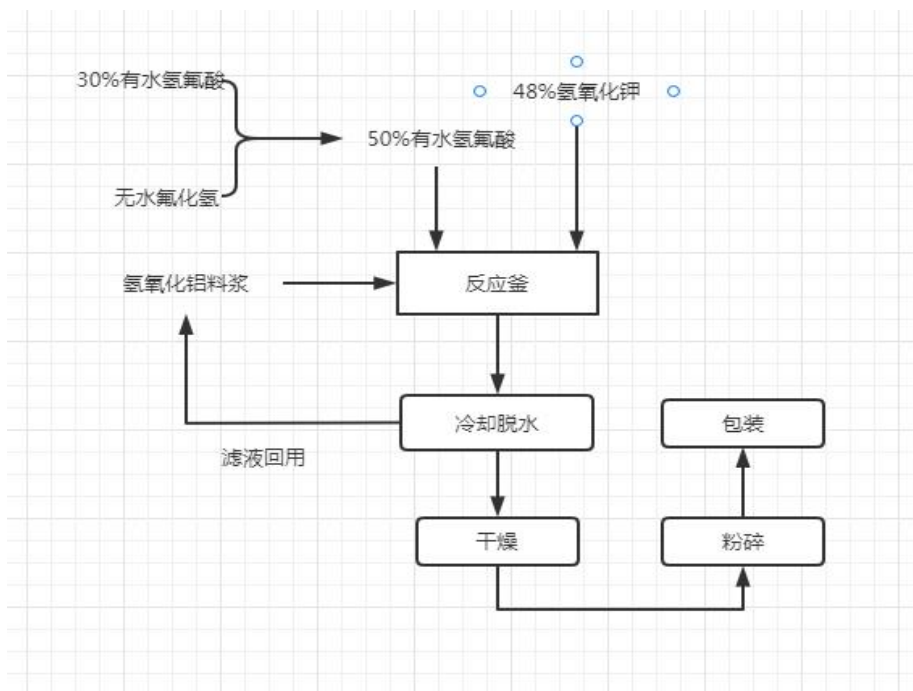 30%有水氢氟酸
48%氢氧化钾
50%有水氢氟酸
无水氟化氢
氢氧化铝料浆
反应釜
冷却脱水
包装
滤液回用
干燥
粉碎